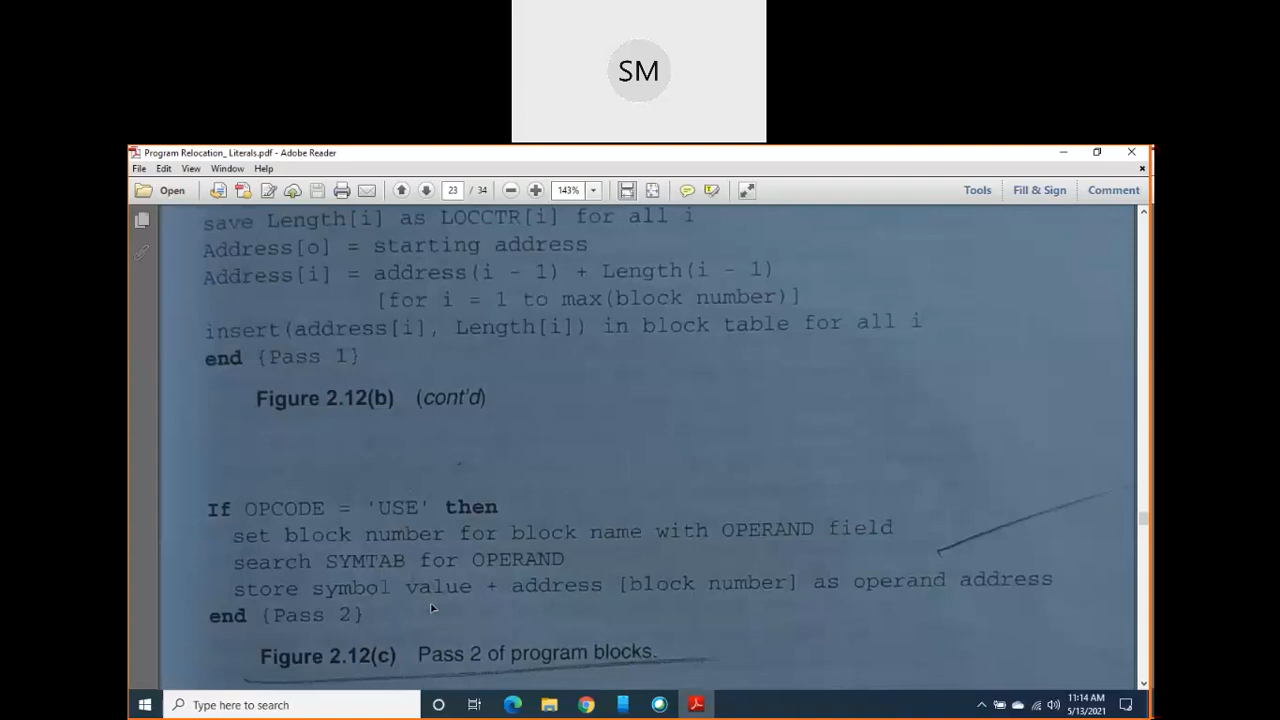 SM
Program Relocation_ Literals.pdf - Adobe Reader
File Edit View Window Help
Open 23 / 34 143% Tools Fill & Sign Comment
save Length[i] as LOCCTR[i] for all i
Address[o] = starting address
Address[i] = address(i - 1) + Length(i - 1)
[for i = 1 to max(block number)]
insert(address[i], Length[i]) in block table for all i
end {Pass 1}
Figure 2.12(b) (cont'd)
If OPCODE = 'USE' then
set block number for block name with OPERAND field
search SYMTAB for OPERAND
store symbol value + address [block number] as operand address
end {Pass 2}
Figure 2.12(c) Pass 2 of program blocks.
Type here to search
11:14 AM
5/13/2021